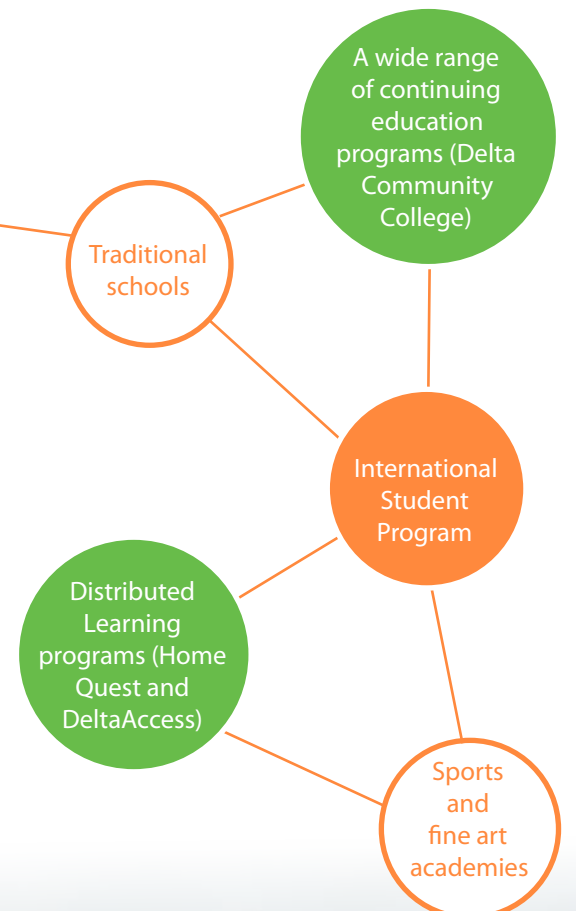 A wide range
of continuing
education
programs (Delta
Community
College)
Traditional
schools
International
Student
Program
Distributed
Learning
programs (Home
Quest and
DeltaAccess)
Sports
and
fine art
academies